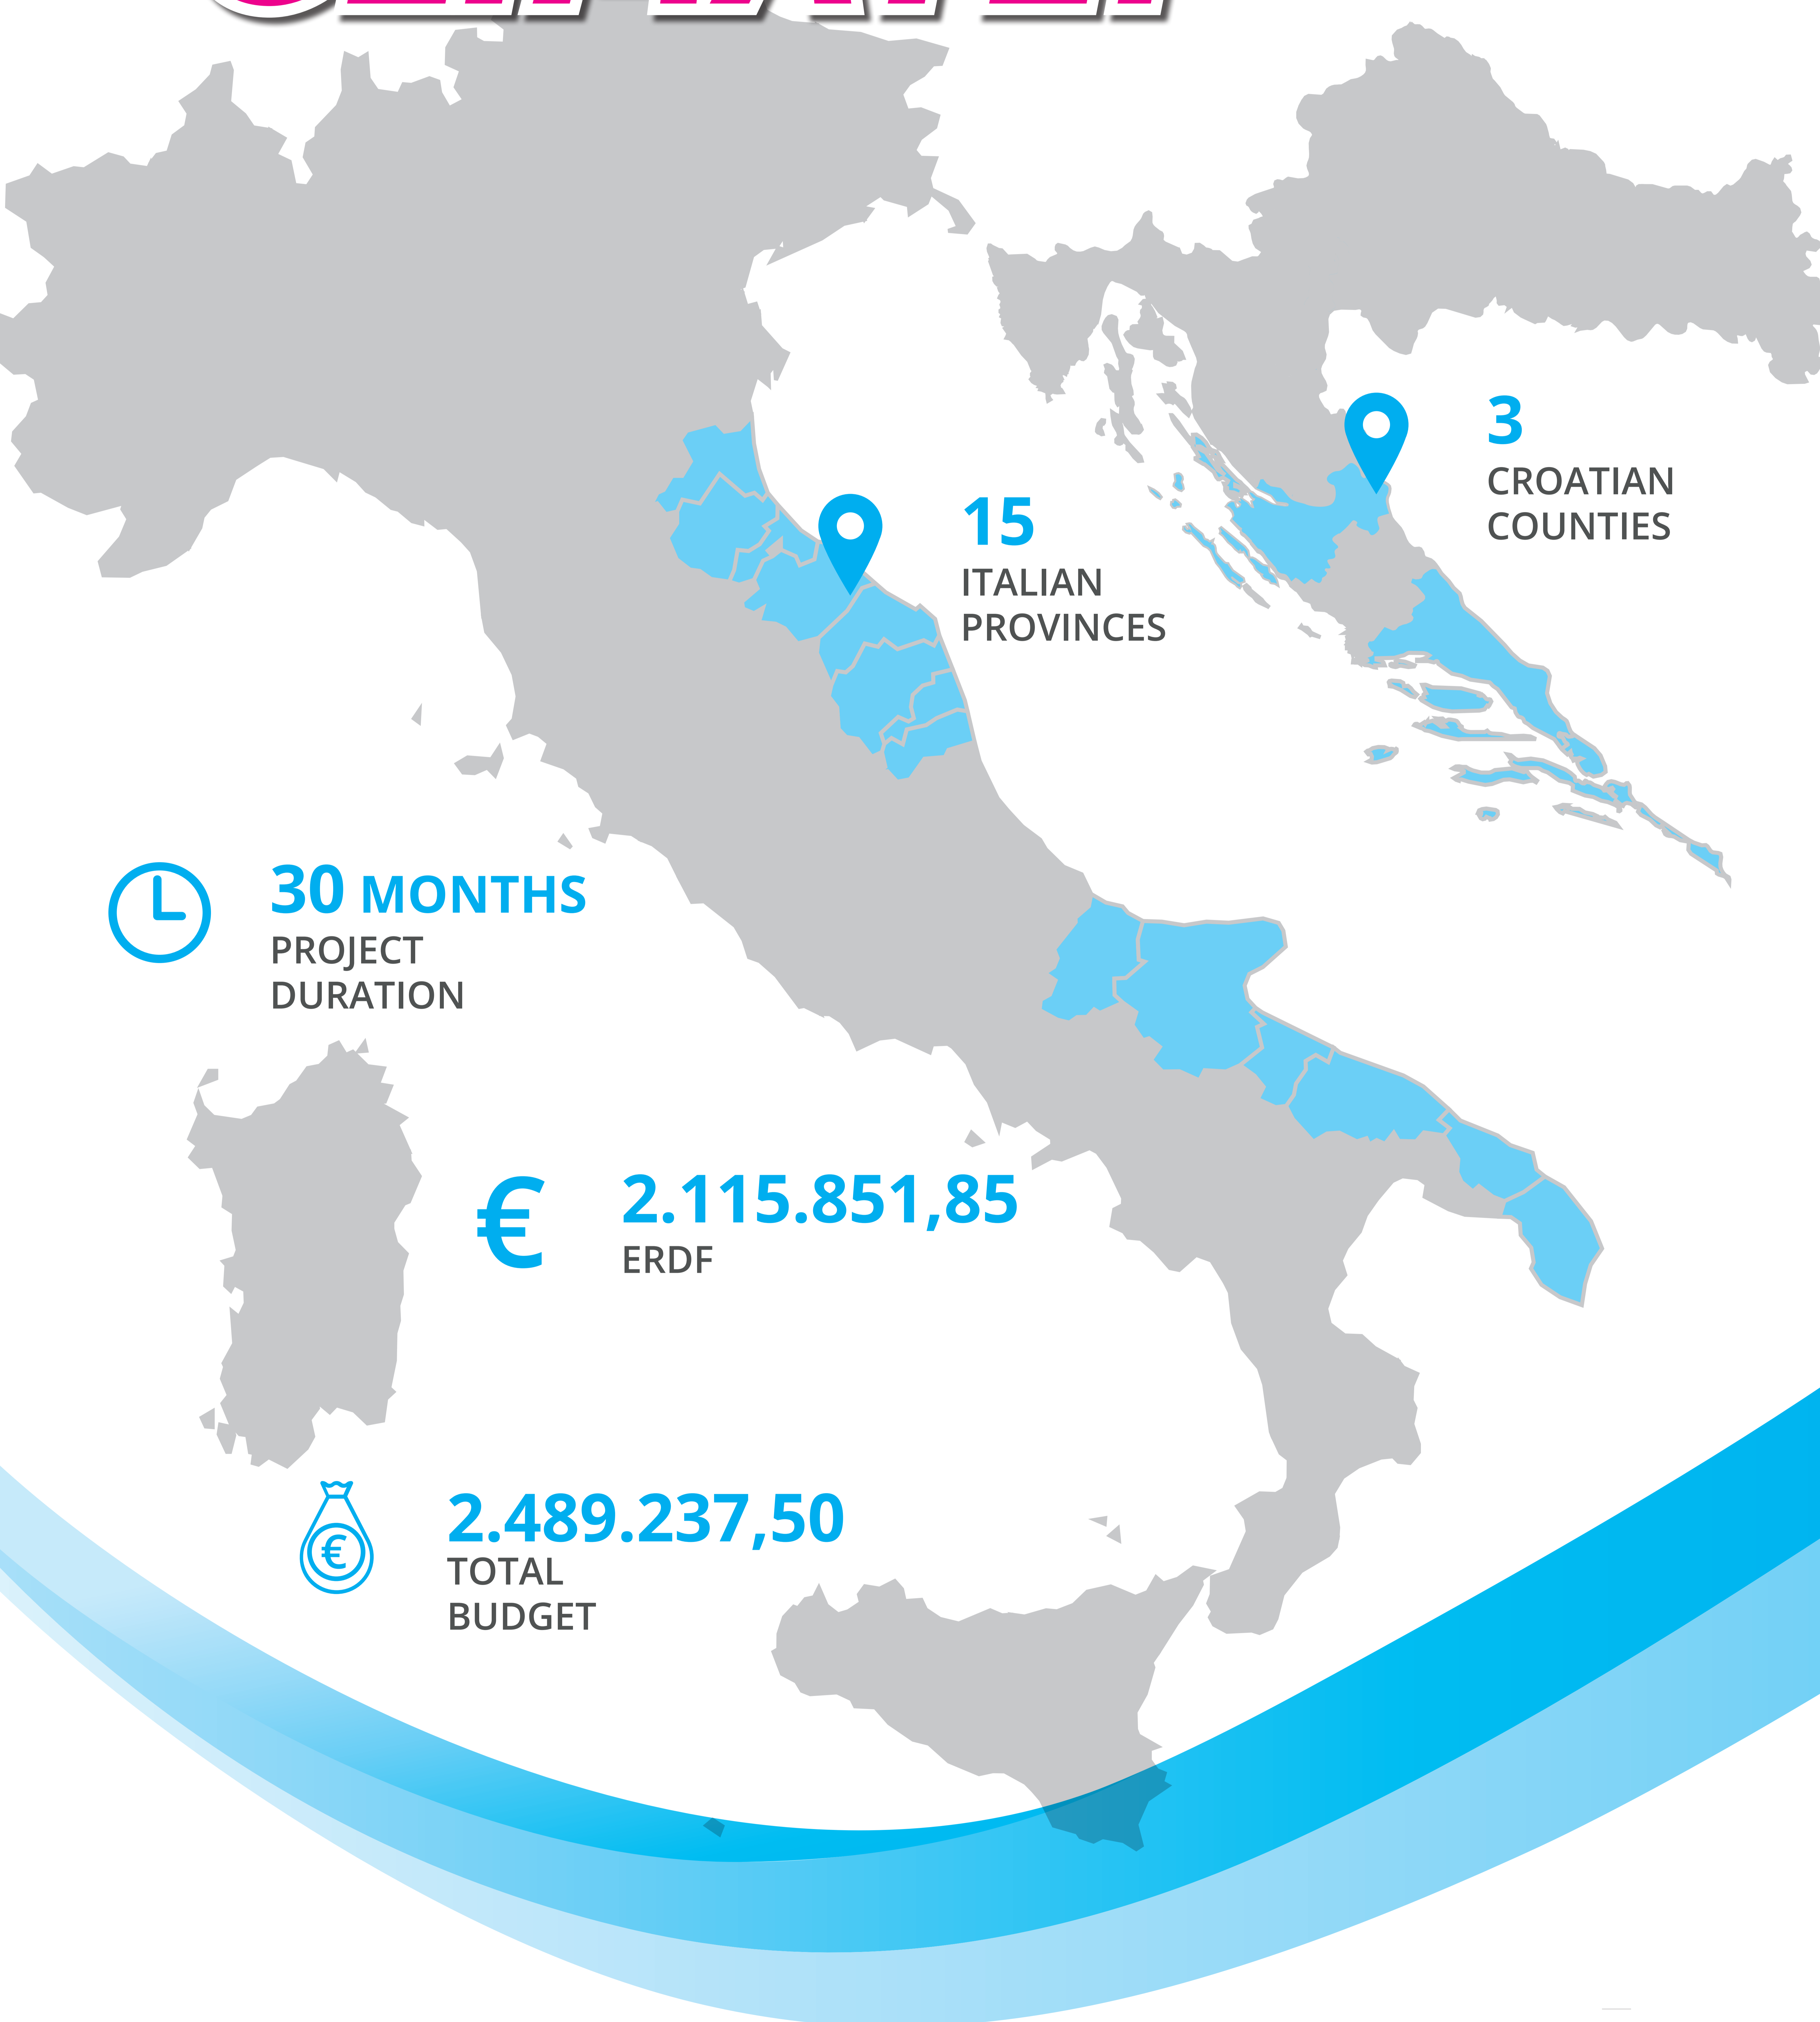 3
CROATIAN
COUNTIES
15
ITALIAN
PROVINCES
30 MONTHS
PROJECT
DURATION
€ 2.115.851,85
ERDF
€
2.489.237,50
TOTAL
BUDGET